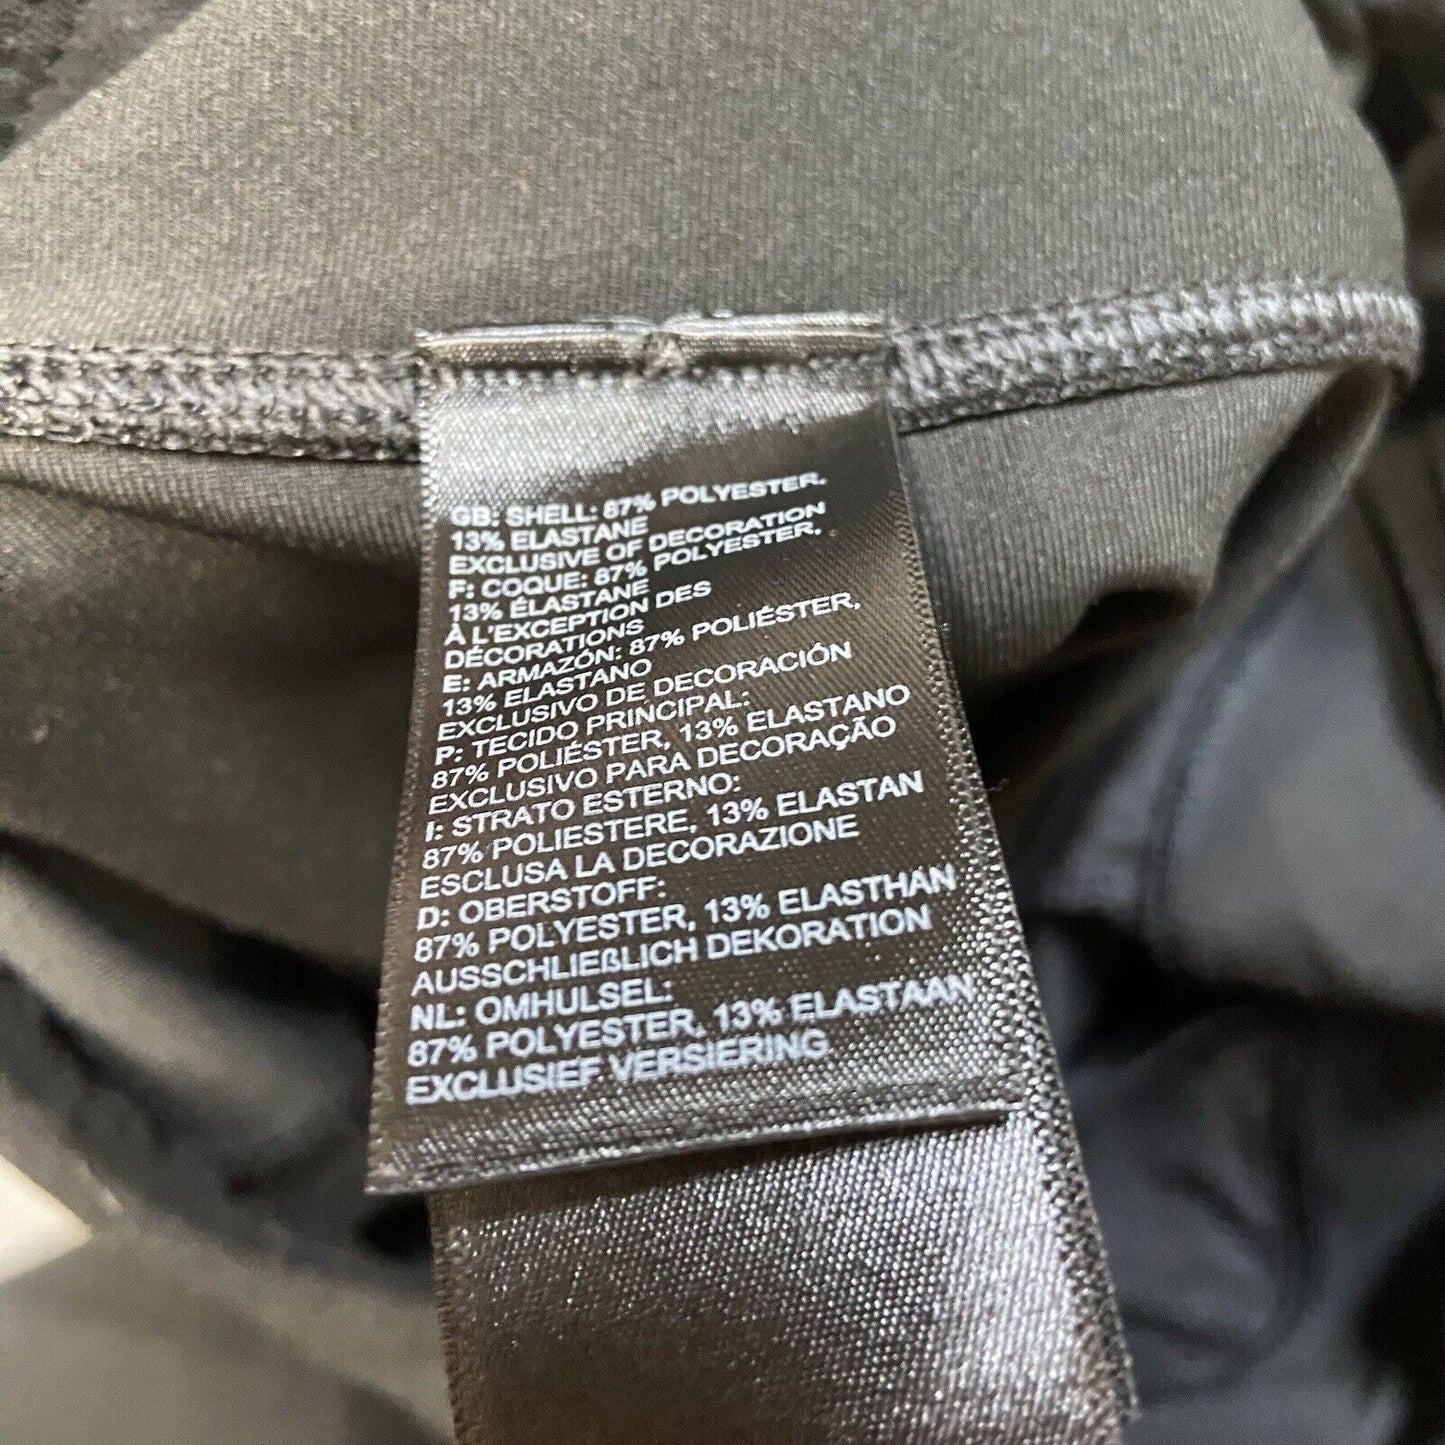 GB: SHELL: 87% POLYESTER,
13% ELASTANE
EXCLUSIVE OF DECORATION
F: COQUE: 87% POLYESTER,
13% ÉLASTANE
À L'EXCEPTION DES
DÉCORATIONS
E: ARMAZÓN: 87% POLIÉSTER,
13% ELASTANO
EXCLUSIVO DE DECORACIÓN
P: TECIDO PRINCIPAL:
87% POLIÉSTER, 13% ELASTANO
EXCLUSIVO PARA DECORAÇÃO
I: STRATO ESTERNO:
87% POLIESTERE, 13% ELASTAN
ESCLUSA LA DECORAZIONE
D: OBERSTOFF:
87% POLYESTER, 13% ELASTHAN
AUSSCHLIEßLICH DEKORATION
NL: OMHULSEL:
87% POLYESTER, 13% ELASTAAN
EXCLUSIEF VERSIERING